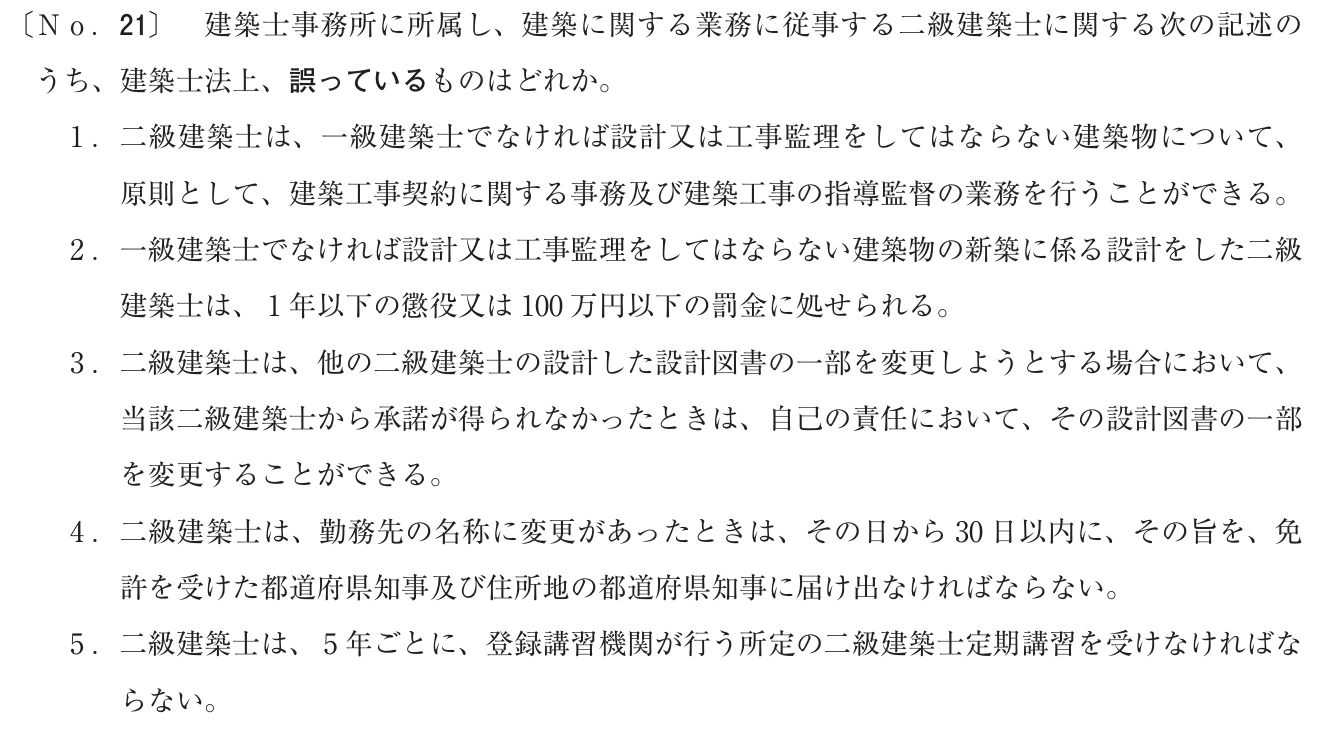 〔Ｎｏ．21〕　建築士事務所に所属し、建築に関する業務に従事する二級建築士に関する次の記述の
うち、建築士法上、誤っているものはどれか。
１．二級建築士は、一級建築士でなければ設計又は工事監理をしてはならない建築物について、
原則として、建築工事契約に関する事務及び建築工事の指導監督の業務を行うことができる。
２．一級建築士でなければ設計又は工事監理をしてはならない建築物の新築に係る設計をした二級
建築士は、１年以下の懲役又は100万円以下の罰金に処せられる。
３．二級建築士は、他の二級建築士の設計した設計図書の一部を変更しようとする場合において、
当該二級建築士から承諾が得られなかったときは、自己の責任において、その設計図書の一部
を変更することができる。
４．二級建築士は、勤務先の名称に変更があったときは、その日から30日以内に、その旨を、免
許を受けた都道府県知事及び住所地の都道府県知事に届け出なければならない。
５．二級建築士は、５年ごとに、登録講習機関が行う所定の二級建築士定期講習を受けなければな
らない。